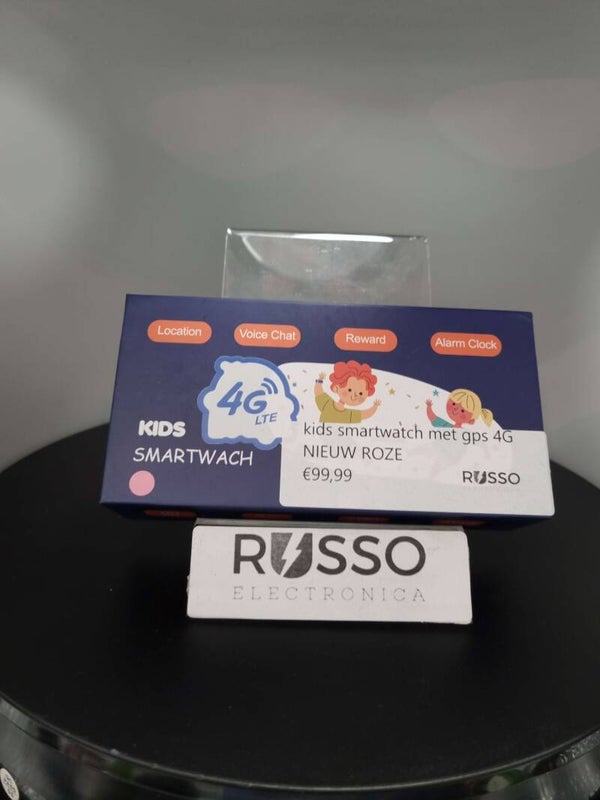 Location
Voice Chat
Reward
Alarm Clock
4G
LTE
KIDS
SMARTWACH
kids smartwatch met gps 4G
NIEUW ROZE
€99,99
RUSSO
RUSSO
ELECTRONICA